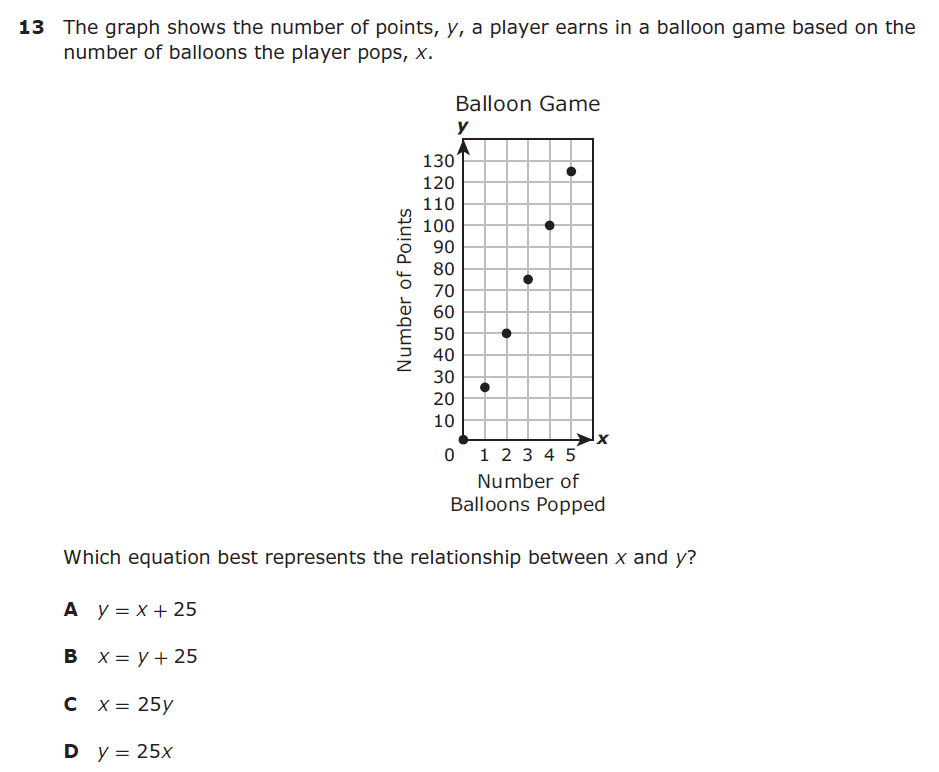 13 The graph shows the number of points, y, a player earns in a balloon game based on the
number of balloons the player pops, x.
Balloon Game
y
130
120
110
100
90
80
70
60
50
40
30
20
10
0 1 2 3 4 5
x
Number of Points
Number of
Balloons Popped
Which equation best represents the relationship between x and y?
A y = x + 25
B x = y + 25
C x = 25y
D y = 25x